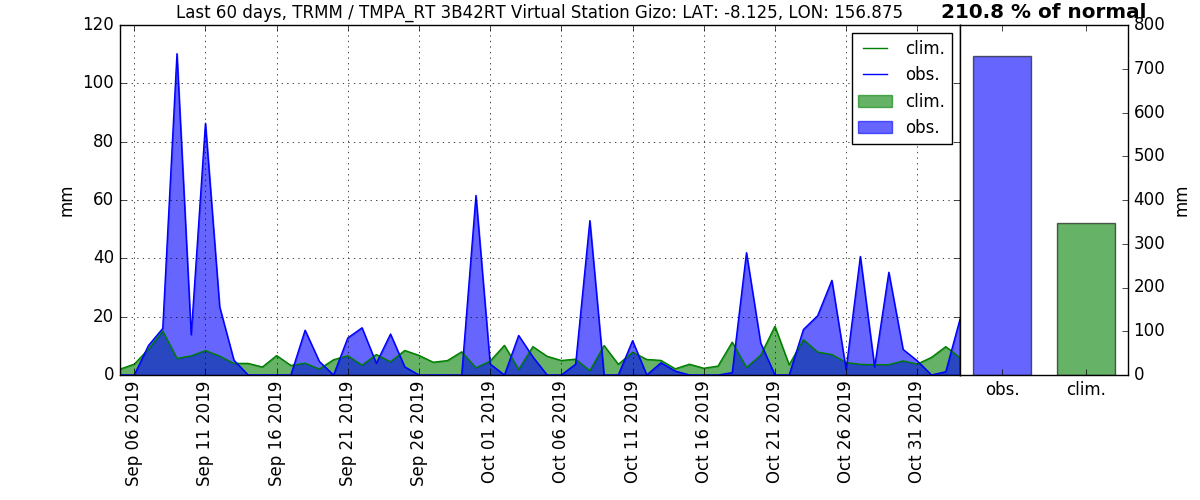 Last 60 days, TRMM / TMPA_RT 3B42RT Virtual Station Gizo: LAT: -8.125, LON: 156.875
210.8 % of normal
120
100
80
60
40
20
0
mm
clim.
obs.
clim.
obs.
800
700
600
500
400
300
200
100
0
mm
Sep 06 2019
Sep 11 2019
Sep 16 2019
Sep 21 2019
Sep 26 2019
Oct 01 2019
Oct 06 2019
Oct 11 2019
Oct 16 2019
Oct 21 2019
Oct 26 2019
Oct 31 2019
obs.
clim.